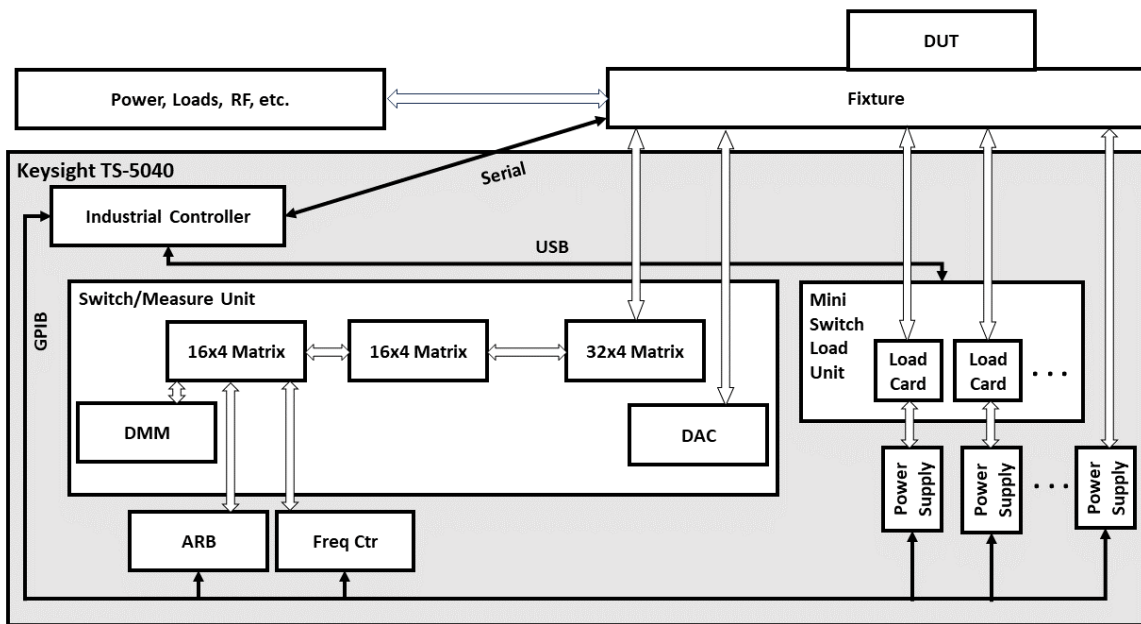 DUT
Power, Loads, RF, etc.
Fixture
Keysight TS-5040
Serial
Industrial Controller
USB
GPIB
Switch/Measure Unit
16x4 Matrix
16x4 Matrix
32x4 Matrix
DMM
DAC
Mini
Switch
Load
Unit
Load
Card
Load
Card
. . .
Power
Supply
Power
Supply
. . .
Power
Supply
ARB
Freq Ctr